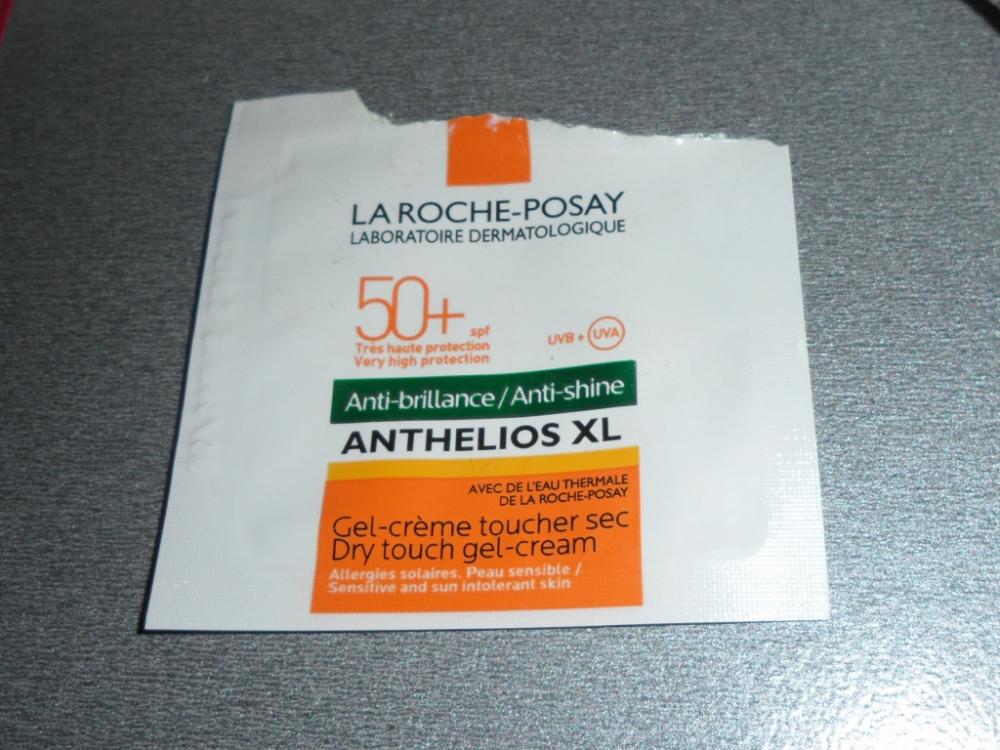 LA ROCHE-POSAY
LABORATOIRE DERMATOLOGIQUE
50+ spf
Très haute protection
Very high protection
UVB + UVA
Anti-brillance / Anti-shine
ANTHELIOS XL
AVEC DE L'EAU THERMALE
DE LA ROCHE-POSAY
Gel-crème toucher sec
Dry touch gel-cream
Allergies solaires. Peau sensible /
Sensitive and sun intolerant skin